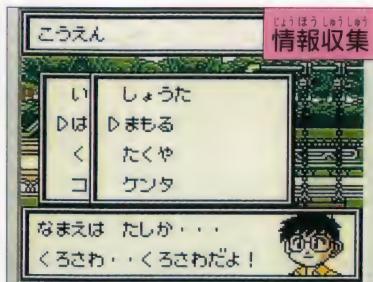 こうえん
じょうほうしゅうしゅう
情報収集
い
▷は
く
コ
しょうた
▷まもる
たくや
ケンタ
なまえは たしか・・・
くろさわ・・くろさわだよ!